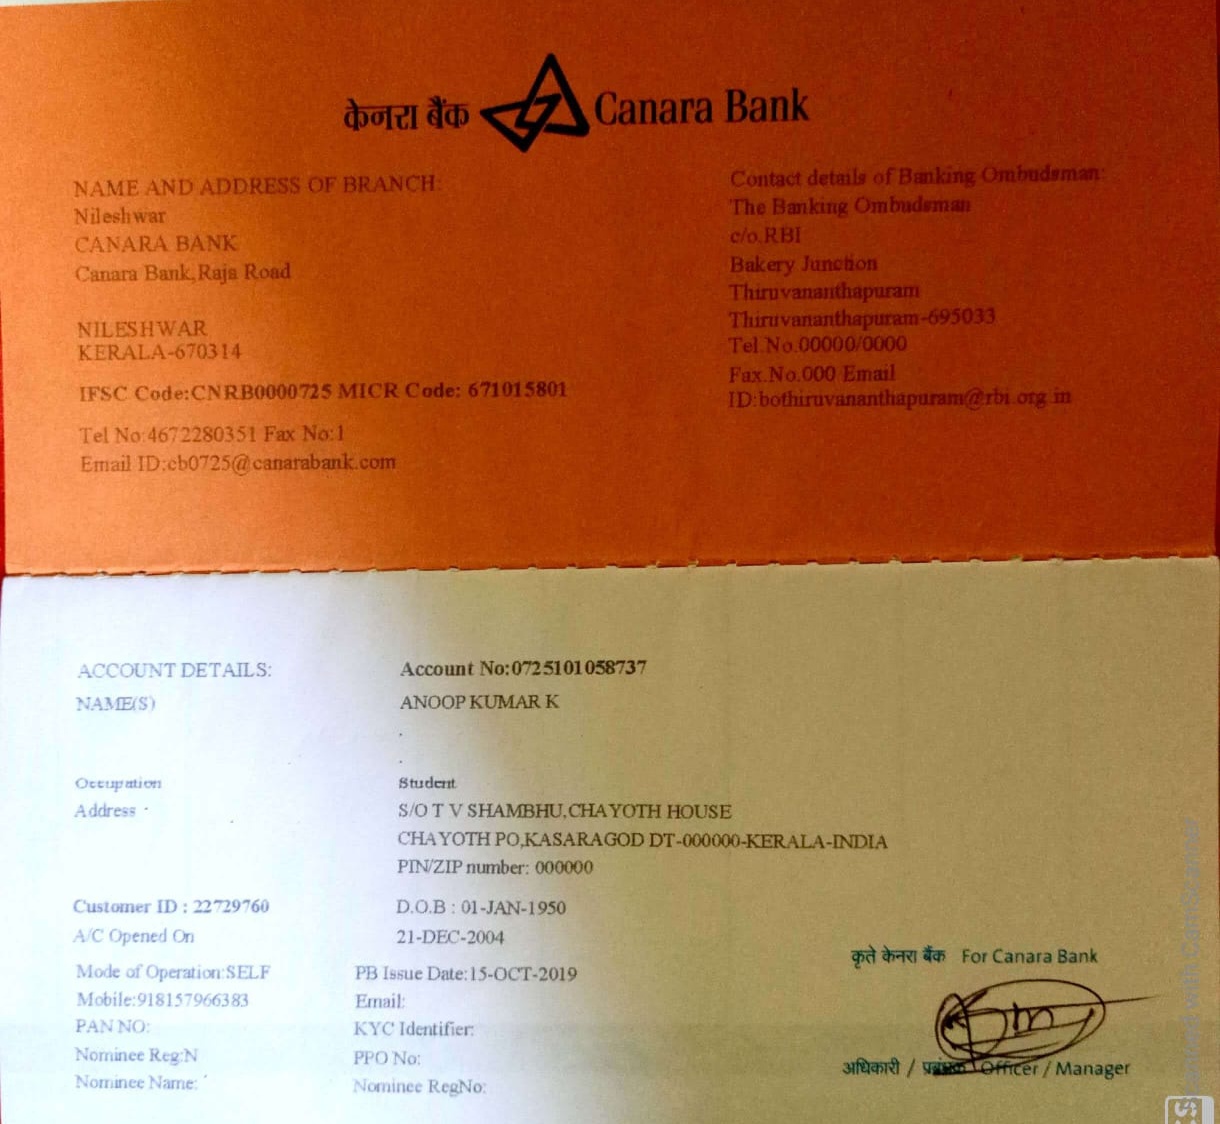 केनरा बैंक Canara Bank
NAME AND ADDRESS OF BRANCH:
Nileshwar
CANARA BANK
Canara Bank,Raja Road
NILESHWAR
KERALA-670314
IFSC Code:CNRB0000725 MICR Code: 671015801
Tel No:4672280351 Fax No:1
Email ID:cb0725@canarabank.com
Contact details of Banking Ombudsman:
The Banking Ombudsman
c/o.RBI
Bakery Junction
Thiruvananthapuram
Thiruvananthapuram-695033
Tel.No.00000/0000
Fax.No.000 Email
ID:bothiruvananthapuram@rbi.org.in
ACCOUNT DETAILS: Account No:0725101058737
NAME(S) ANOOP KUMAR K
Occupation Student
Address S/O T V SHAMBHU,CHAYOTH HOUSE
CHAYOTH PO,KASARAGOD DT-000000-KERALA-INDIA
PIN/ZIP number: 000000
Customer ID : 22729760 D.O.B : 01-JAN-1950
A/C Opened On 21-DEC-2004
Mode of Operation:SELF PB Issue Date:15-OCT-2019
Mobile:918157966383 Email:
PAN NO: KYC Identifier:
Nominee Reg:N PPO No:
Nominee Name: Nominee RegNo:
कृते केनरा बैंक For Canara Bank
अधिकारी / प्रबंधक Officer / Manager
Scanned with CamScanner
CS